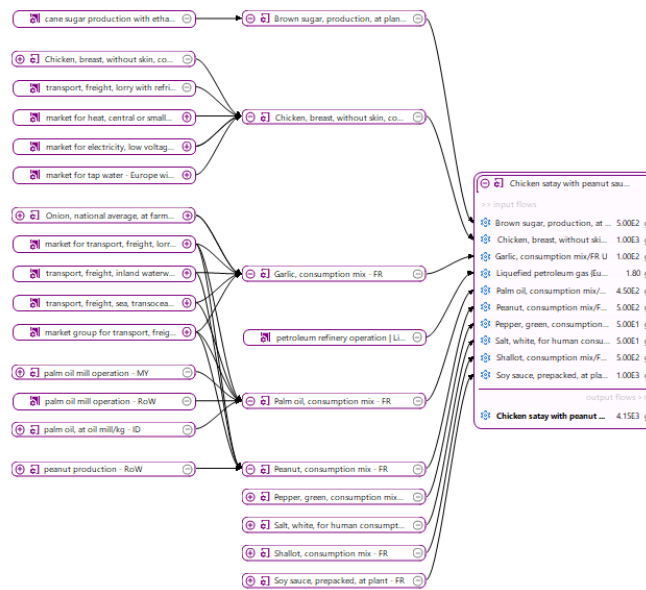 cane sugar production with etha...
Brown sugar, production, at plan...
Chicken, breast, without skin, co...
transport, freight, lorry with refri...
market for heat, central or small...
Chicken, breast, without skin, co...
market for electricity, low voltag...
market for tap water - Europe wi...
Chicken satay with peanut sau...
>> input flows
Brown sugar, production, at ... 5.00E2 g
Chicken, breast, without ski... 1.00E3 g
Garlic, consumption mix/FR U 1.00E2 g
Liquefied petroleum gas {Eu... 1.80 g
Palm oil, consumption mix/... 4.50E2 g
Peanut, consumption mix/F... 5.00E2 g
Pepper, green, consumption... 5.00E1 g
Salt, white, for human consu... 5.00E1 g
Shallot, consumption mix/F... 5.00E2 g
Soy sauce, prepacked, at pla... 1.00E3 g
output flows >>
Chicken satay with peanut ... 4.15E3 g
Onion, national average, at farm...
market for transport, freight, lorr...
transport, freight, inland waterw...
Garlic, consumption mix - FR
transport, freight, sea, transocea...
market group for transport, freig...
petroleum refinery operation | Li...
palm oil mill operation - MY
palm oil mill operation - RoW
Palm oil, consumption mix - FR
palm oil, at oil mill/kg - ID
peanut production - RoW
Peanut, consumption mix - FR
Pepper, green, consumption mix...
Salt, white, for human consumpt...
Shallot, consumption mix - FR
Soy sauce, prepacked, at plant - FR